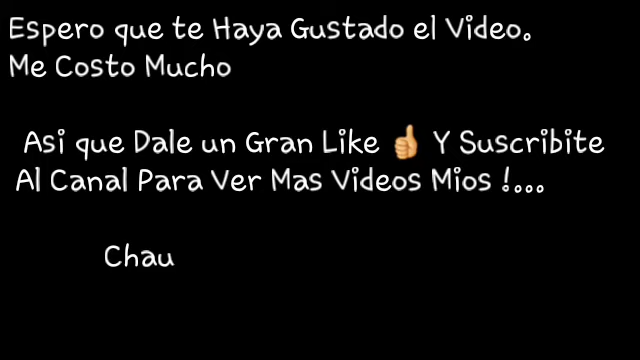 Espero que te Haya Gustado el Video.
Me Costo Mucho
Asi que Dale un Gran Like 👍 Y Suscribite
Al Canal Para Ver Mas Videos Mios !...
Chau